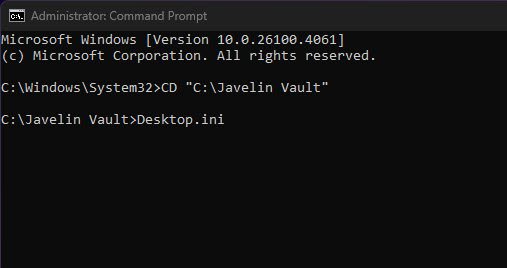 Administrator: Command Prompt
Microsoft Windows [Version 10.0.26100.4061]
(c) Microsoft Corporation. All rights reserved.
C:\Windows\System32>CD "C:\Javelin Vault"
C:\Javelin Vault>Desktop.ini